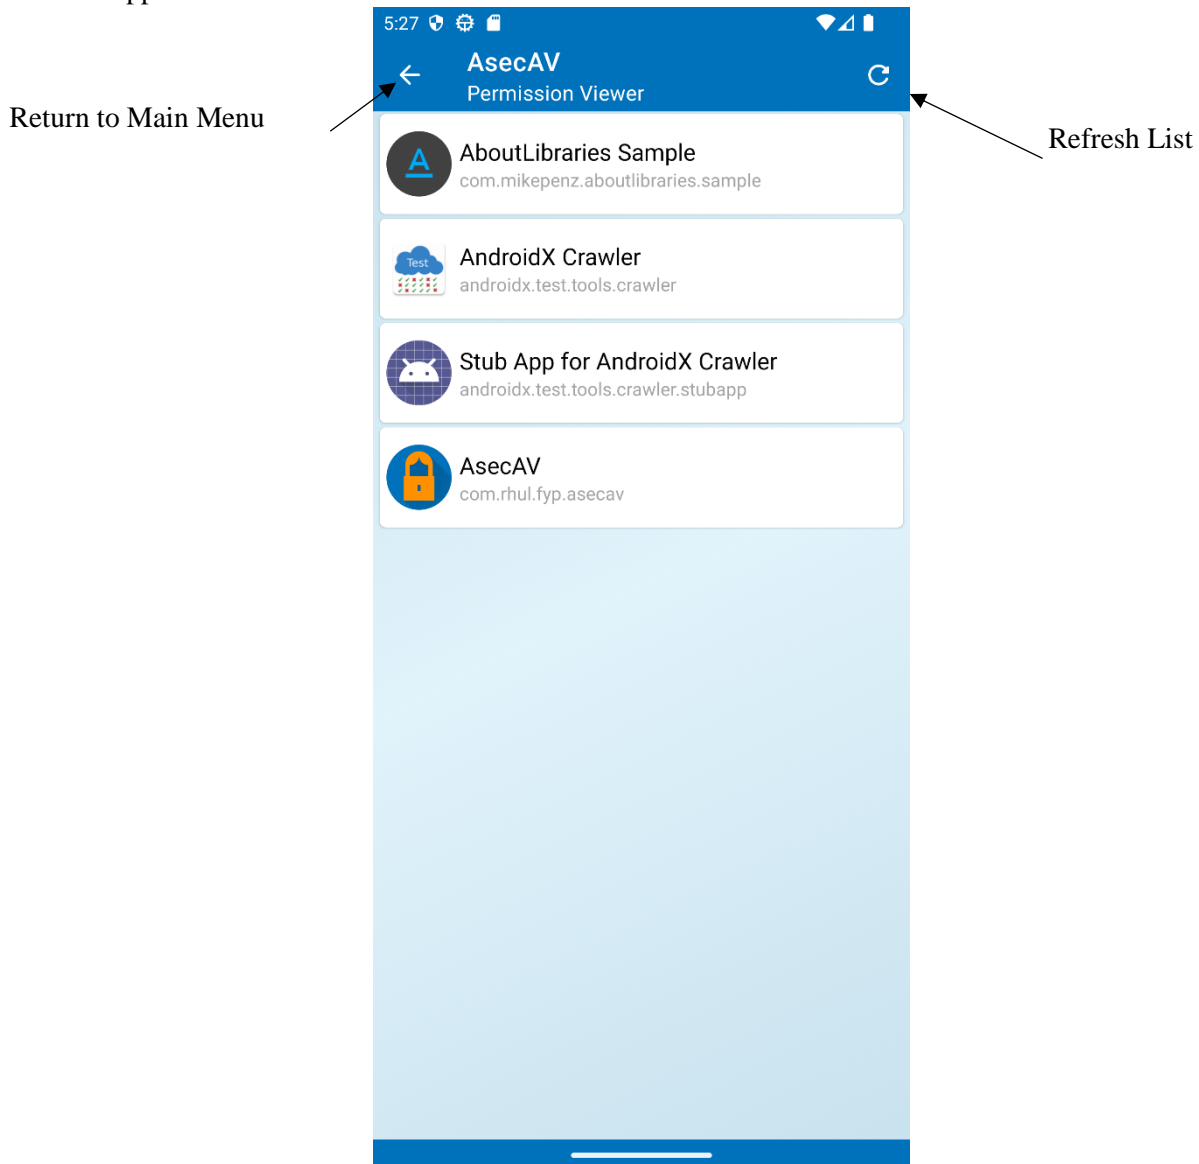 5:27
AsecAV
Permission Viewer
Return to Main Menu
Refresh List
A
AboutLibraries Sample
com.mikepenz.aboutlibraries.sample
Test
AndroidX Crawler
androidx.test.tools.crawler
Stub App for AndroidX Crawler
androidx.test.tools.crawler.stubapp
AsecAV
com.rhul.fyp.asecav